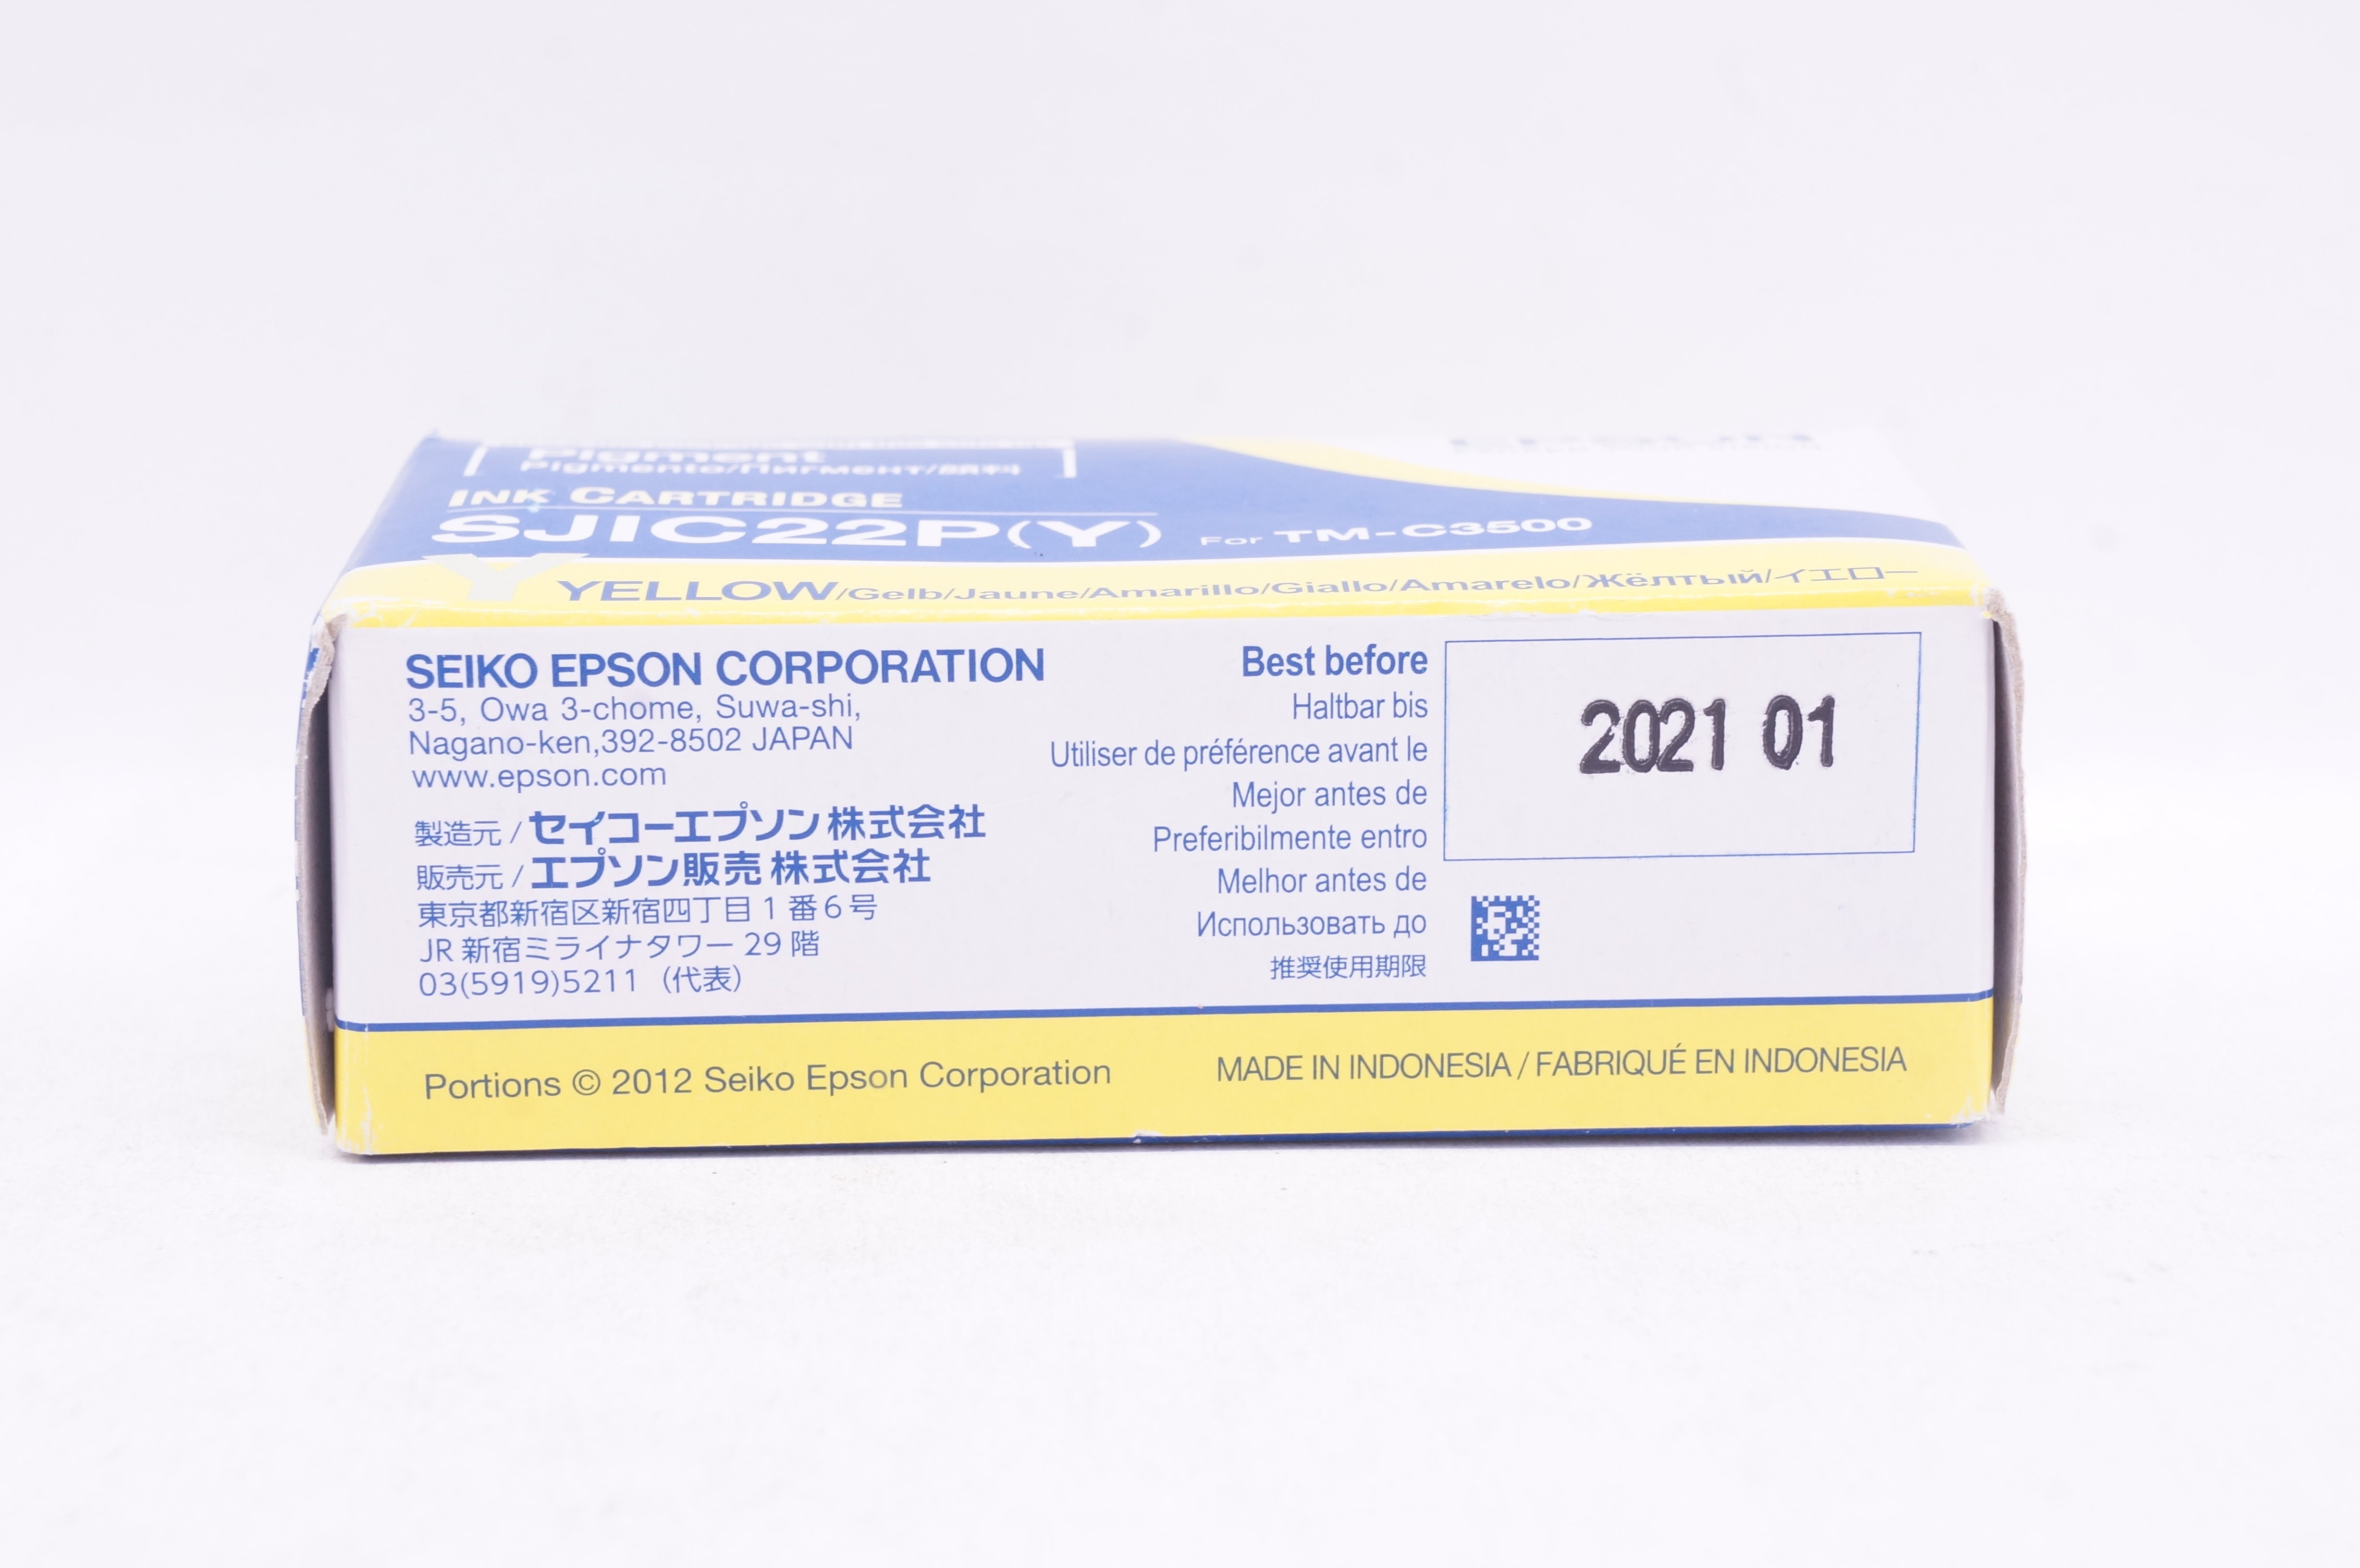 Pigment
Pigmento/Пигмент/顔料
INK CARTRIDGE
SJIC22P(Y) For TM-C3500
Y YELLOW/Gelb/Jaune/Amarillo/Giallo/Amarelo/Жёлтый/イエロー
SEIKO EPSON CORPORATION
3-5, Owa 3-chome, Suwa-shi,
Nagano-ken,392-8502 JAPAN
www.epson.com
製造元 / セイコーエプソン株式会社
販売元 / エプソン販売 株式会社
東京都新宿区新宿四丁目1番6号
JR 新宿ミライナタワー 29 階
03(5919)5211（代表）
Best before
Haltbar bis
Utiliser de préférence avant le
Mejor antes de
Preferibilmente entro
Melhor antes de
Использовать до
推奨使用期限
2021 01
Portions © 2012 Seiko Epson Corporation
MADE IN INDONESIA / FABRIQUÉ EN INDONESIA